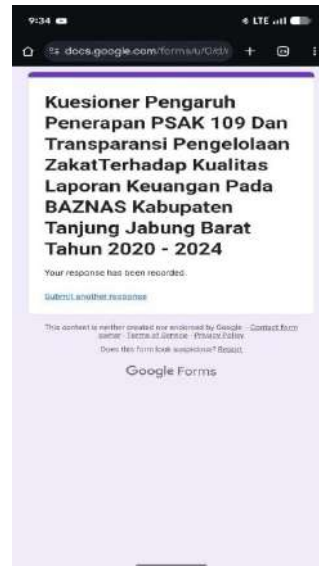 9:34
LTE
docs.google.com/forms/u/0/d/
Kuesioner Pengaruh
Penerapan PSAK 109 Dan
Transparansi Pengelolaan
ZakatTerhadap Kualitas
Laporan Keuangan Pada
BAZNAS Kabupaten
Tanjung Jabung Barat
Tahun 2020 - 2024
Your response has been recorded.
Submit another response
This content is neither created nor endorsed by Google. - Contact form
owner - Terms of Service - Privacy Policy
Does this form look suspicious? Report
Google Forms